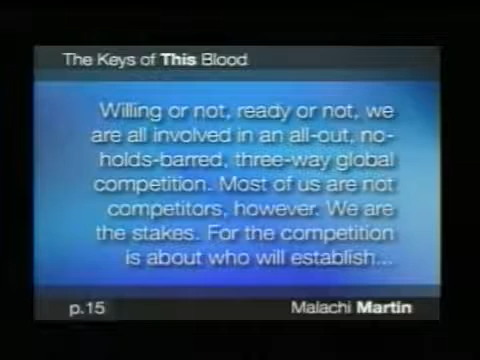 The Keys of This Blood
Willing or not, ready or not, we
are all involved in an all-out, no-
holds-barred, three-way global
competition. Most of us are not
competitors, however. We are
the stakes. For the competition
is about who will establish...
p.15
Malachi Martin